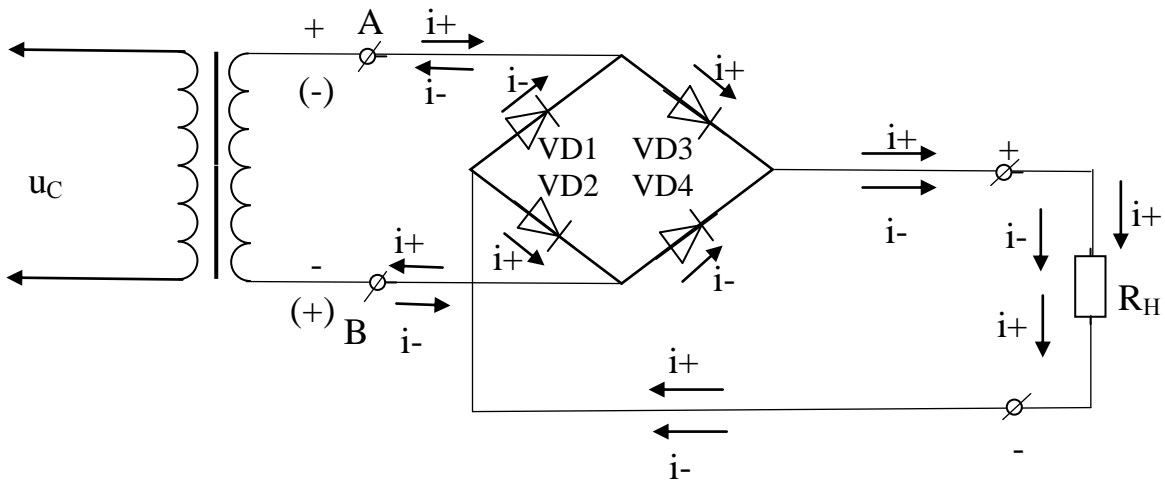 + A i+
i- i- i+
(-) i-
VD1 VD3
VD2 VD4
i+ +
u_C
i- i- i+
- i+ i+ i-
(+) B i- i+ R_H
i+
i- -